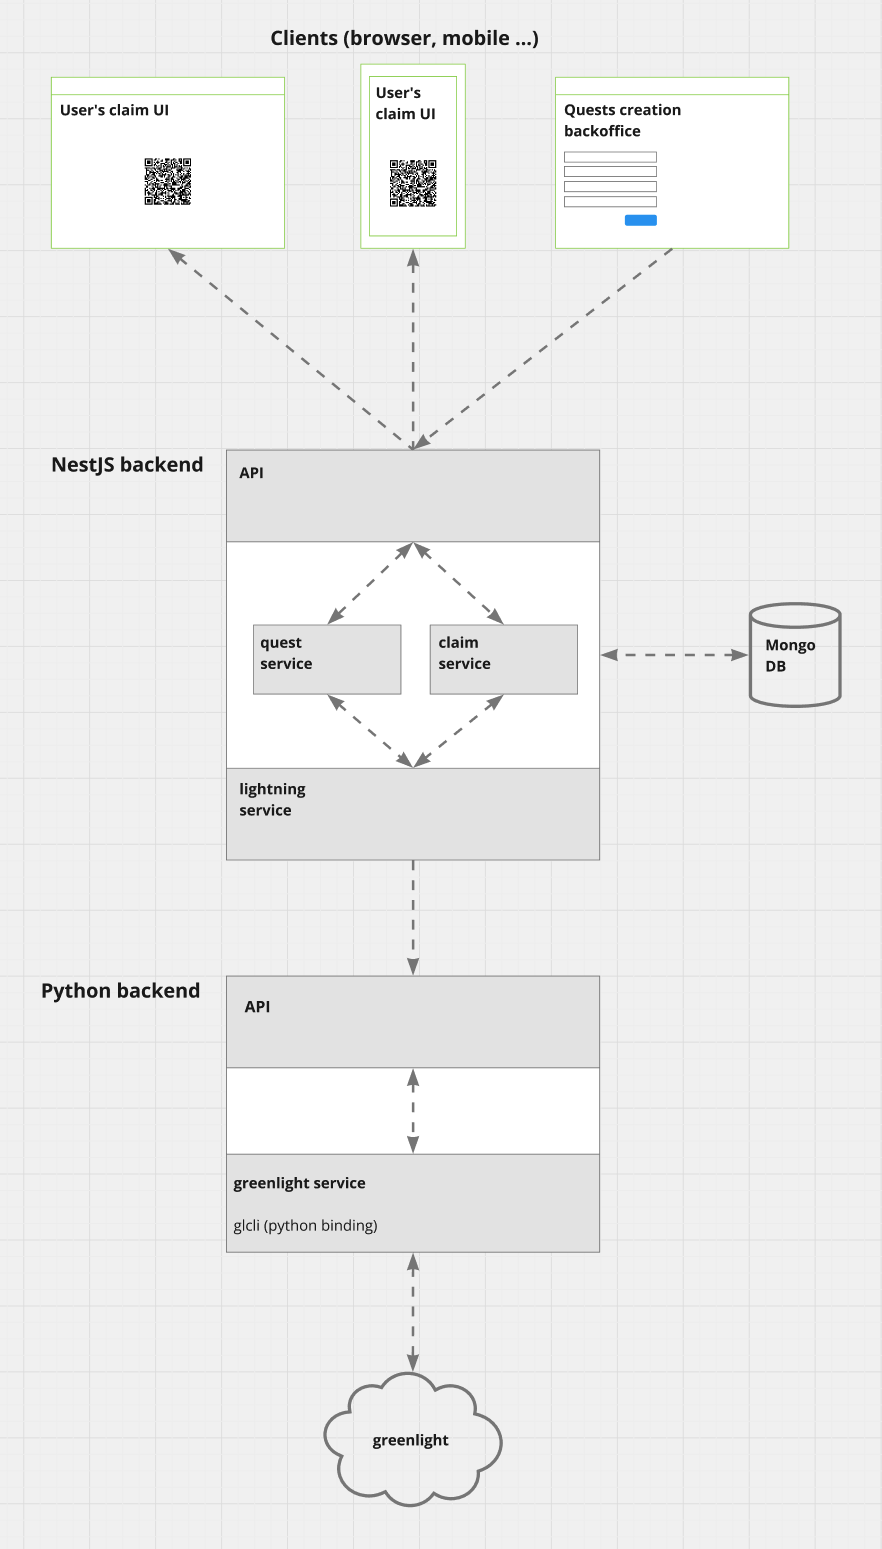 Clients (browser, mobile ...)
User's claim UI
User's
claim UI
Quests creation
backoffice
NestJS backend
API
quest
service
claim
service
Mongo
DB
lightning
service
Python backend
API
greenlight service
glcli (python binding)
greenlight